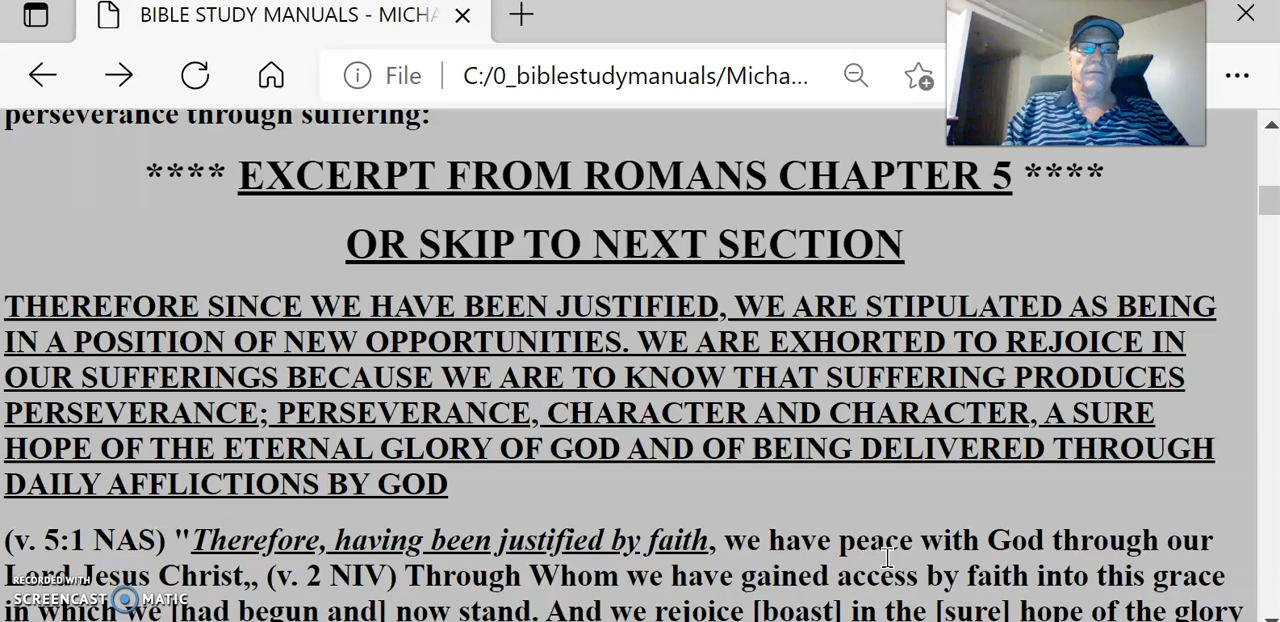 BIBLE STUDY MANUALS - MICHA
File
C:/0_biblestudymanuals/Micha...
perseverance through suffering:
**** EXCERPT FROM ROMANS CHAPTER 5 ****
OR SKIP TO NEXT SECTION
THEREFORE SINCE WE HAVE BEEN JUSTIFIED, WE ARE STIPULATED AS BEING
IN A POSITION OF NEW OPPORTUNITIES. WE ARE EXHORTED TO REJOICE IN
OUR SUFFERINGS BECAUSE WE ARE TO KNOW THAT SUFFERING PRODUCES
PERSEVERANCE; PERSEVERANCE, CHARACTER AND CHARACTER, A SURE
HOPE OF THE ETERNAL GLORY OF GOD AND OF BEING DELIVERED THROUGH
DAILY AFFLICTIONS BY GOD
(v. 5:1 NAS) "Therefore, having been justified by faith, we have peace with God through our
Lord Jesus Christ,, (v. 2 NIV) Through Whom we have gained access by faith into this grace
in which we [had begun and] now stand. And we rejoice [boast] in the [sure] hope of the glory
RECORDED WITH
SCREENCAST MATIC